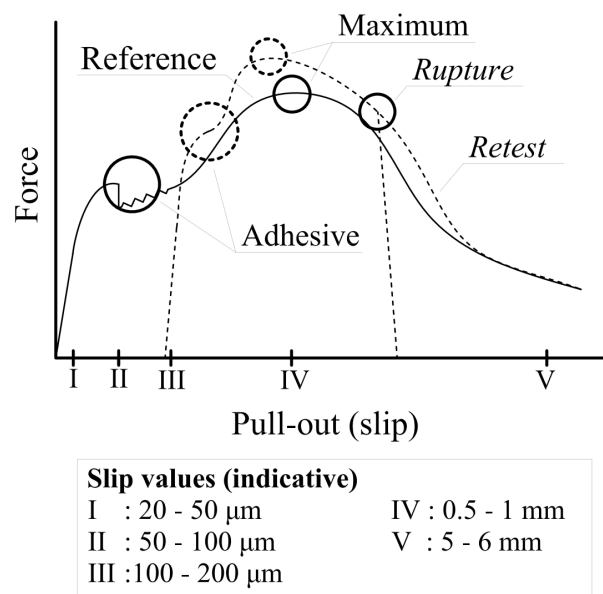 Maximum
Reference
Rupture
Retest
Force
Adhesive
I II III IV V
Pull-out (slip)
Slip values (indicative)
I : 20 - 50 μm IV : 0.5 - 1 mm
II : 50 - 100 μm V : 5 - 6 mm
III :100 - 200 μm